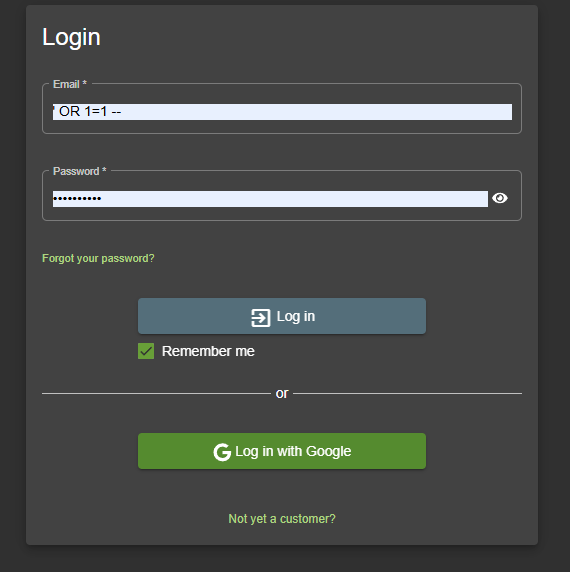 Login
Email *
' OR 1=1 --
Password *
••••••••••
Forgot your password?
Log in
Remember me
or
G Log in with Google
Not yet a customer?